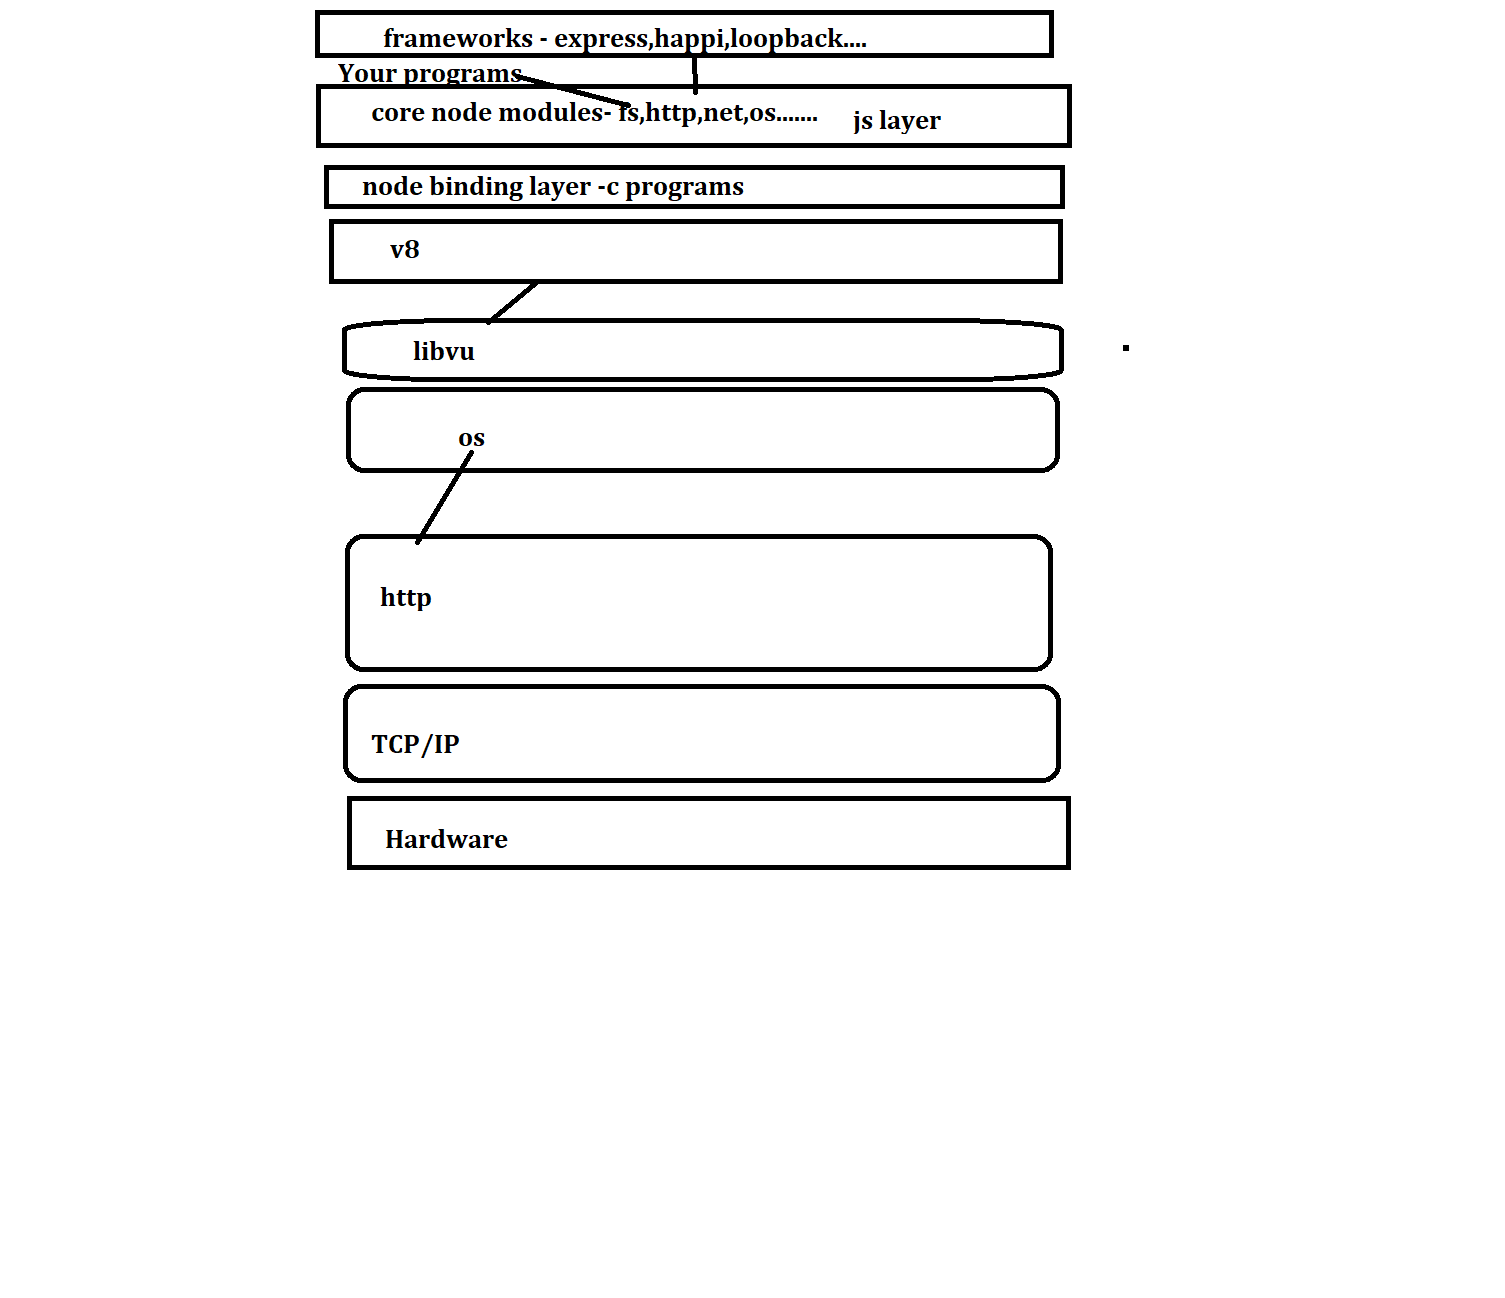 frameworks - express,happi,loopback....
Your programs
core node modules- fs,http,net,os....... js layer
node binding layer -c programs
v8
libvu
os
http
TCP/IP
Hardware